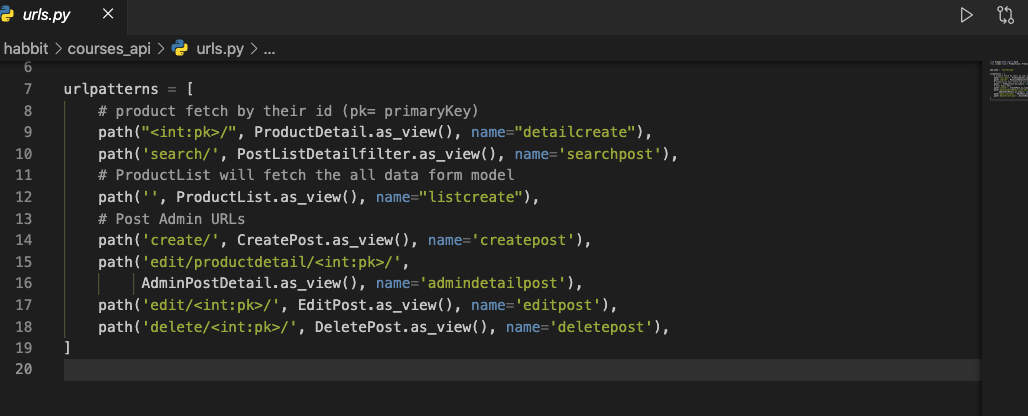 urls.py ×
habbit > courses_api > urls.py > ...
6
7 urlpatterns = [
8     # product fetch by their id (pk= primaryKey)
9     path("<int:pk>/", ProductDetail.as_view(), name="detailcreate"),
10     path('search/', PostListDetailfilter.as_view(), name='searchpost'),
11     # ProductList will fetch the all data form model
12     path('', ProductList.as_view(), name="listcreate"),
13     # Post Admin URLs
14     path('create/', CreatePost.as_view(), name='createpost'),
15     path('edit/productdetail/<int:pk>/',
16          AdminPostDetail.as_view(), name='admindetailpost'),
17     path('edit/<int:pk>/', EditPost.as_view(), name='editpost'),
18     path('delete/<int:pk>/', DeletePost.as_view(), name='deletepost'),
19 ]
20